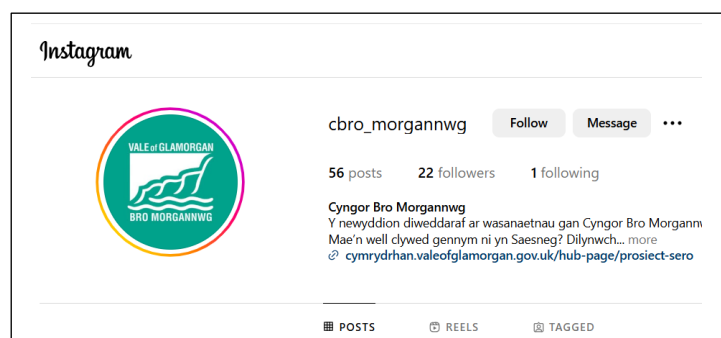 Instagram
VALE of GLAMORGAN
BRO MORGANNWG
cbro_morgannwg Follow Message
56 posts 22 followers 1 following
Cyngor Bro Morgannwg
Y newyddion diweddaraf ar wasanaetnau gan Cyngor Bro Morgannw
Mae'n well clywed gennym ni yn Saesneg? Dilynwch... more
cymrydrhan.valeofglamorgan.gov.uk/hub-page/prosiect-sero
POSTS REELS TAGGED